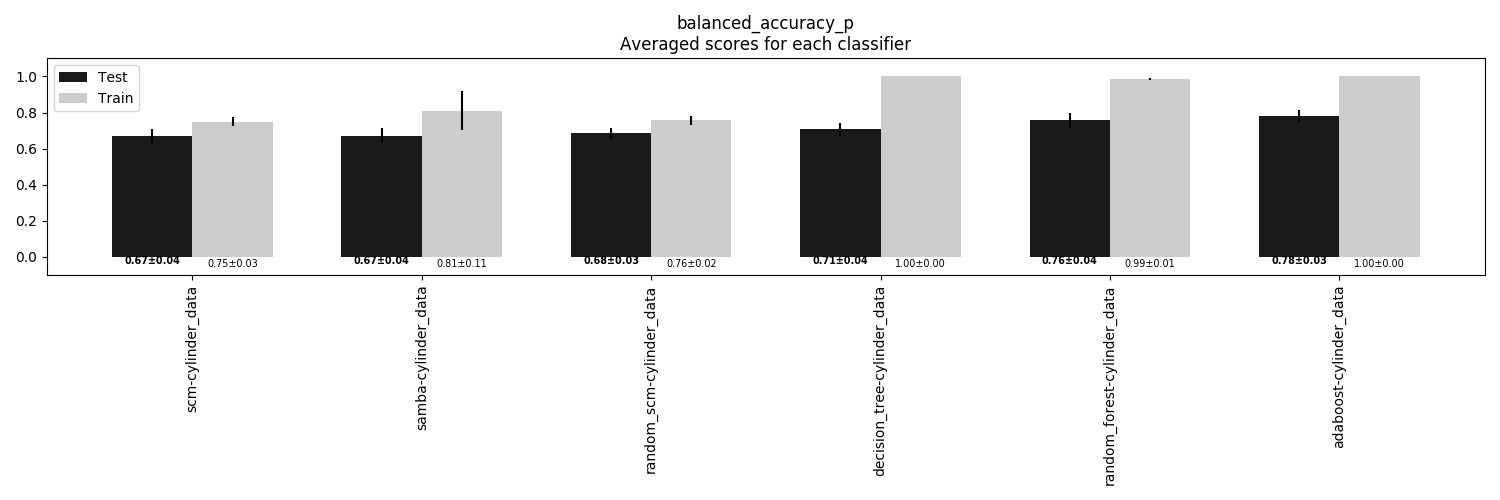 balanced_accuracy_p
Averaged scores for each classifier
Test
Train
1.0
0.8
0.6
0.4
0.2
0.0
0.67±0.04
0.75±0.03
0.67±0.04
0.81±0.11
0.68±0.03
0.76±0.02
0.71±0.04
1.00±0.00
0.76±0.04
0.99±0.01
0.78±0.03
1.00±0.00
scm-cylinder_data
samba-cylinder_data
random_scm-cylinder_data
decision_tree-cylinder_data
random_forest-cylinder_data
adaboost-cylinder_data